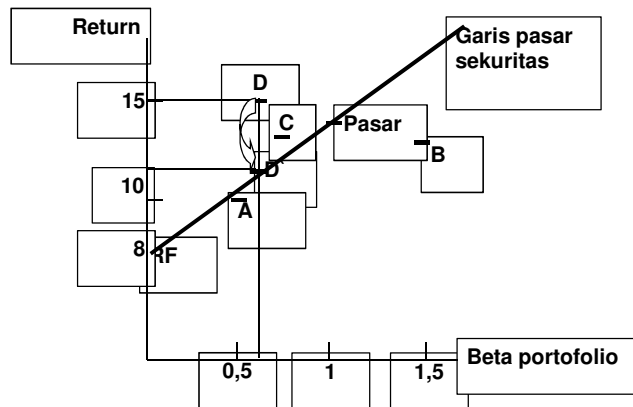 Return
Garis pasar
sekuritas
D
15
C
Pasar
B
D`
10
A
8
RF
Beta portofolio
0,5
1
1,5